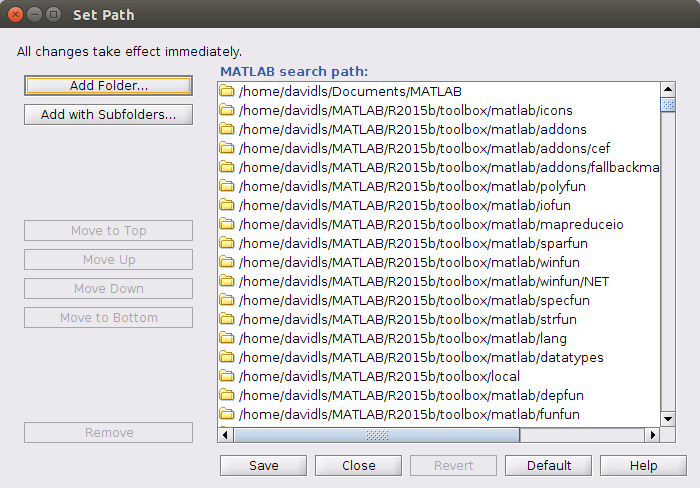 Set Path
All changes take effect immediately.
Add Folder...
Add with Subfolders...
Move to Top
Move Up
Move Down
Move to Bottom
Remove
MATLAB search path:
/home/davidls/Documents/MATLAB
/home/davidls/MATLAB/R2015b/toolbox/matlab/icons
/home/davidls/MATLAB/R2015b/toolbox/matlab/addons
/home/davidls/MATLAB/R2015b/toolbox/matlab/addons/cef
/home/davidls/MATLAB/R2015b/toolbox/matlab/addons/fallbackma
/home/davidls/MATLAB/R2015b/toolbox/matlab/polyfun
/home/davidls/MATLAB/R2015b/toolbox/matlab/iofun
/home/davidls/MATLAB/R2015b/toolbox/matlab/mapreduceio
/home/davidls/MATLAB/R2015b/toolbox/matlab/sparfun
/home/davidls/MATLAB/R2015b/toolbox/matlab/winfun
/home/davidls/MATLAB/R2015b/toolbox/matlab/winfun/NET
/home/davidls/MATLAB/R2015b/toolbox/matlab/specfun
/home/davidls/MATLAB/R2015b/toolbox/matlab/strfun
/home/davidls/MATLAB/R2015b/toolbox/matlab/lang
/home/davidls/MATLAB/R2015b/toolbox/matlab/datatypes
/home/davidls/MATLAB/R2015b/toolbox/local
/home/davidls/MATLAB/R2015b/toolbox/matlab/depfun
/home/davidls/MATLAB/R2015b/toolbox/matlab/funfun
Save
Close
Revert
Default
Help